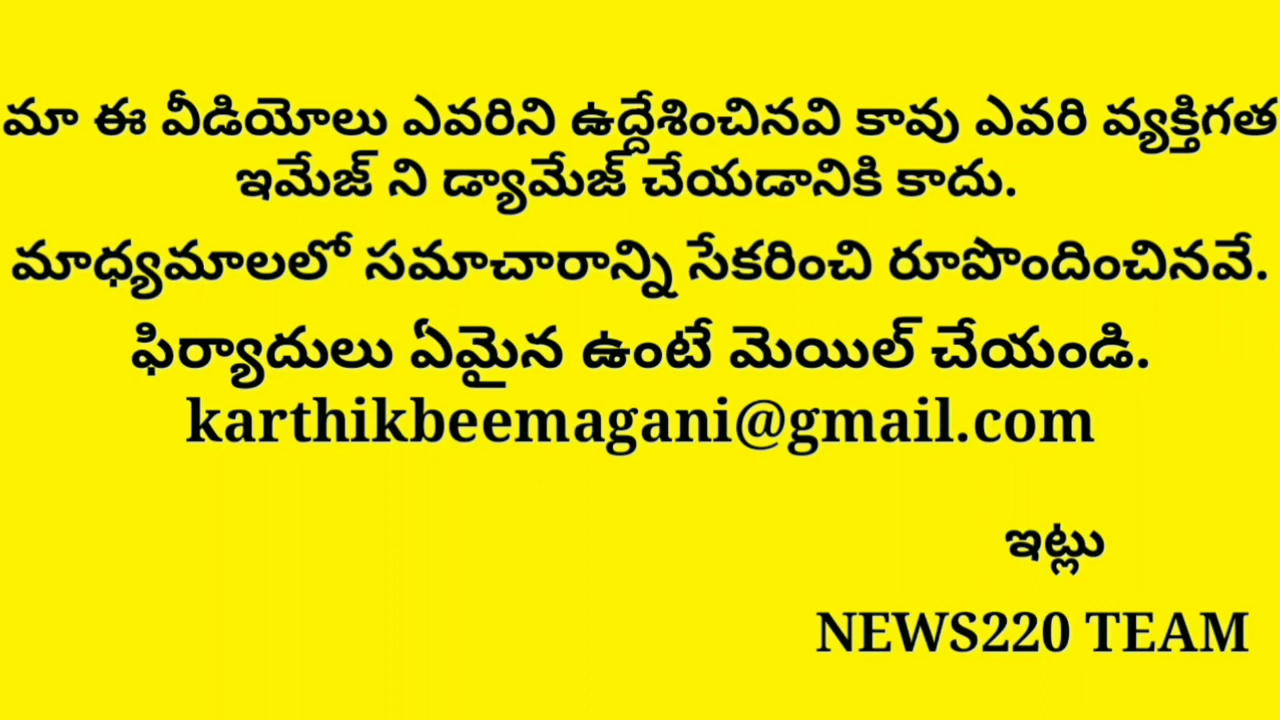 మా ఈ వీడియోలు ఎవరిని ఉద్దేశించినవి కావు ఎవరి వ్యక్తిగత
ఇమేజ్ ని డ్యామేజ్ చేయడానికి కాదు.
మాధ్యమాలలో సమాచారాన్ని సేకరించి రూపొందించినవే.
ఫిర్యాదులు ఏమైన ఉంటే మెయిల్ చేయండి.
karthikbeemagani@gmail.com
ఇట్లు
NEWS220 TEAM